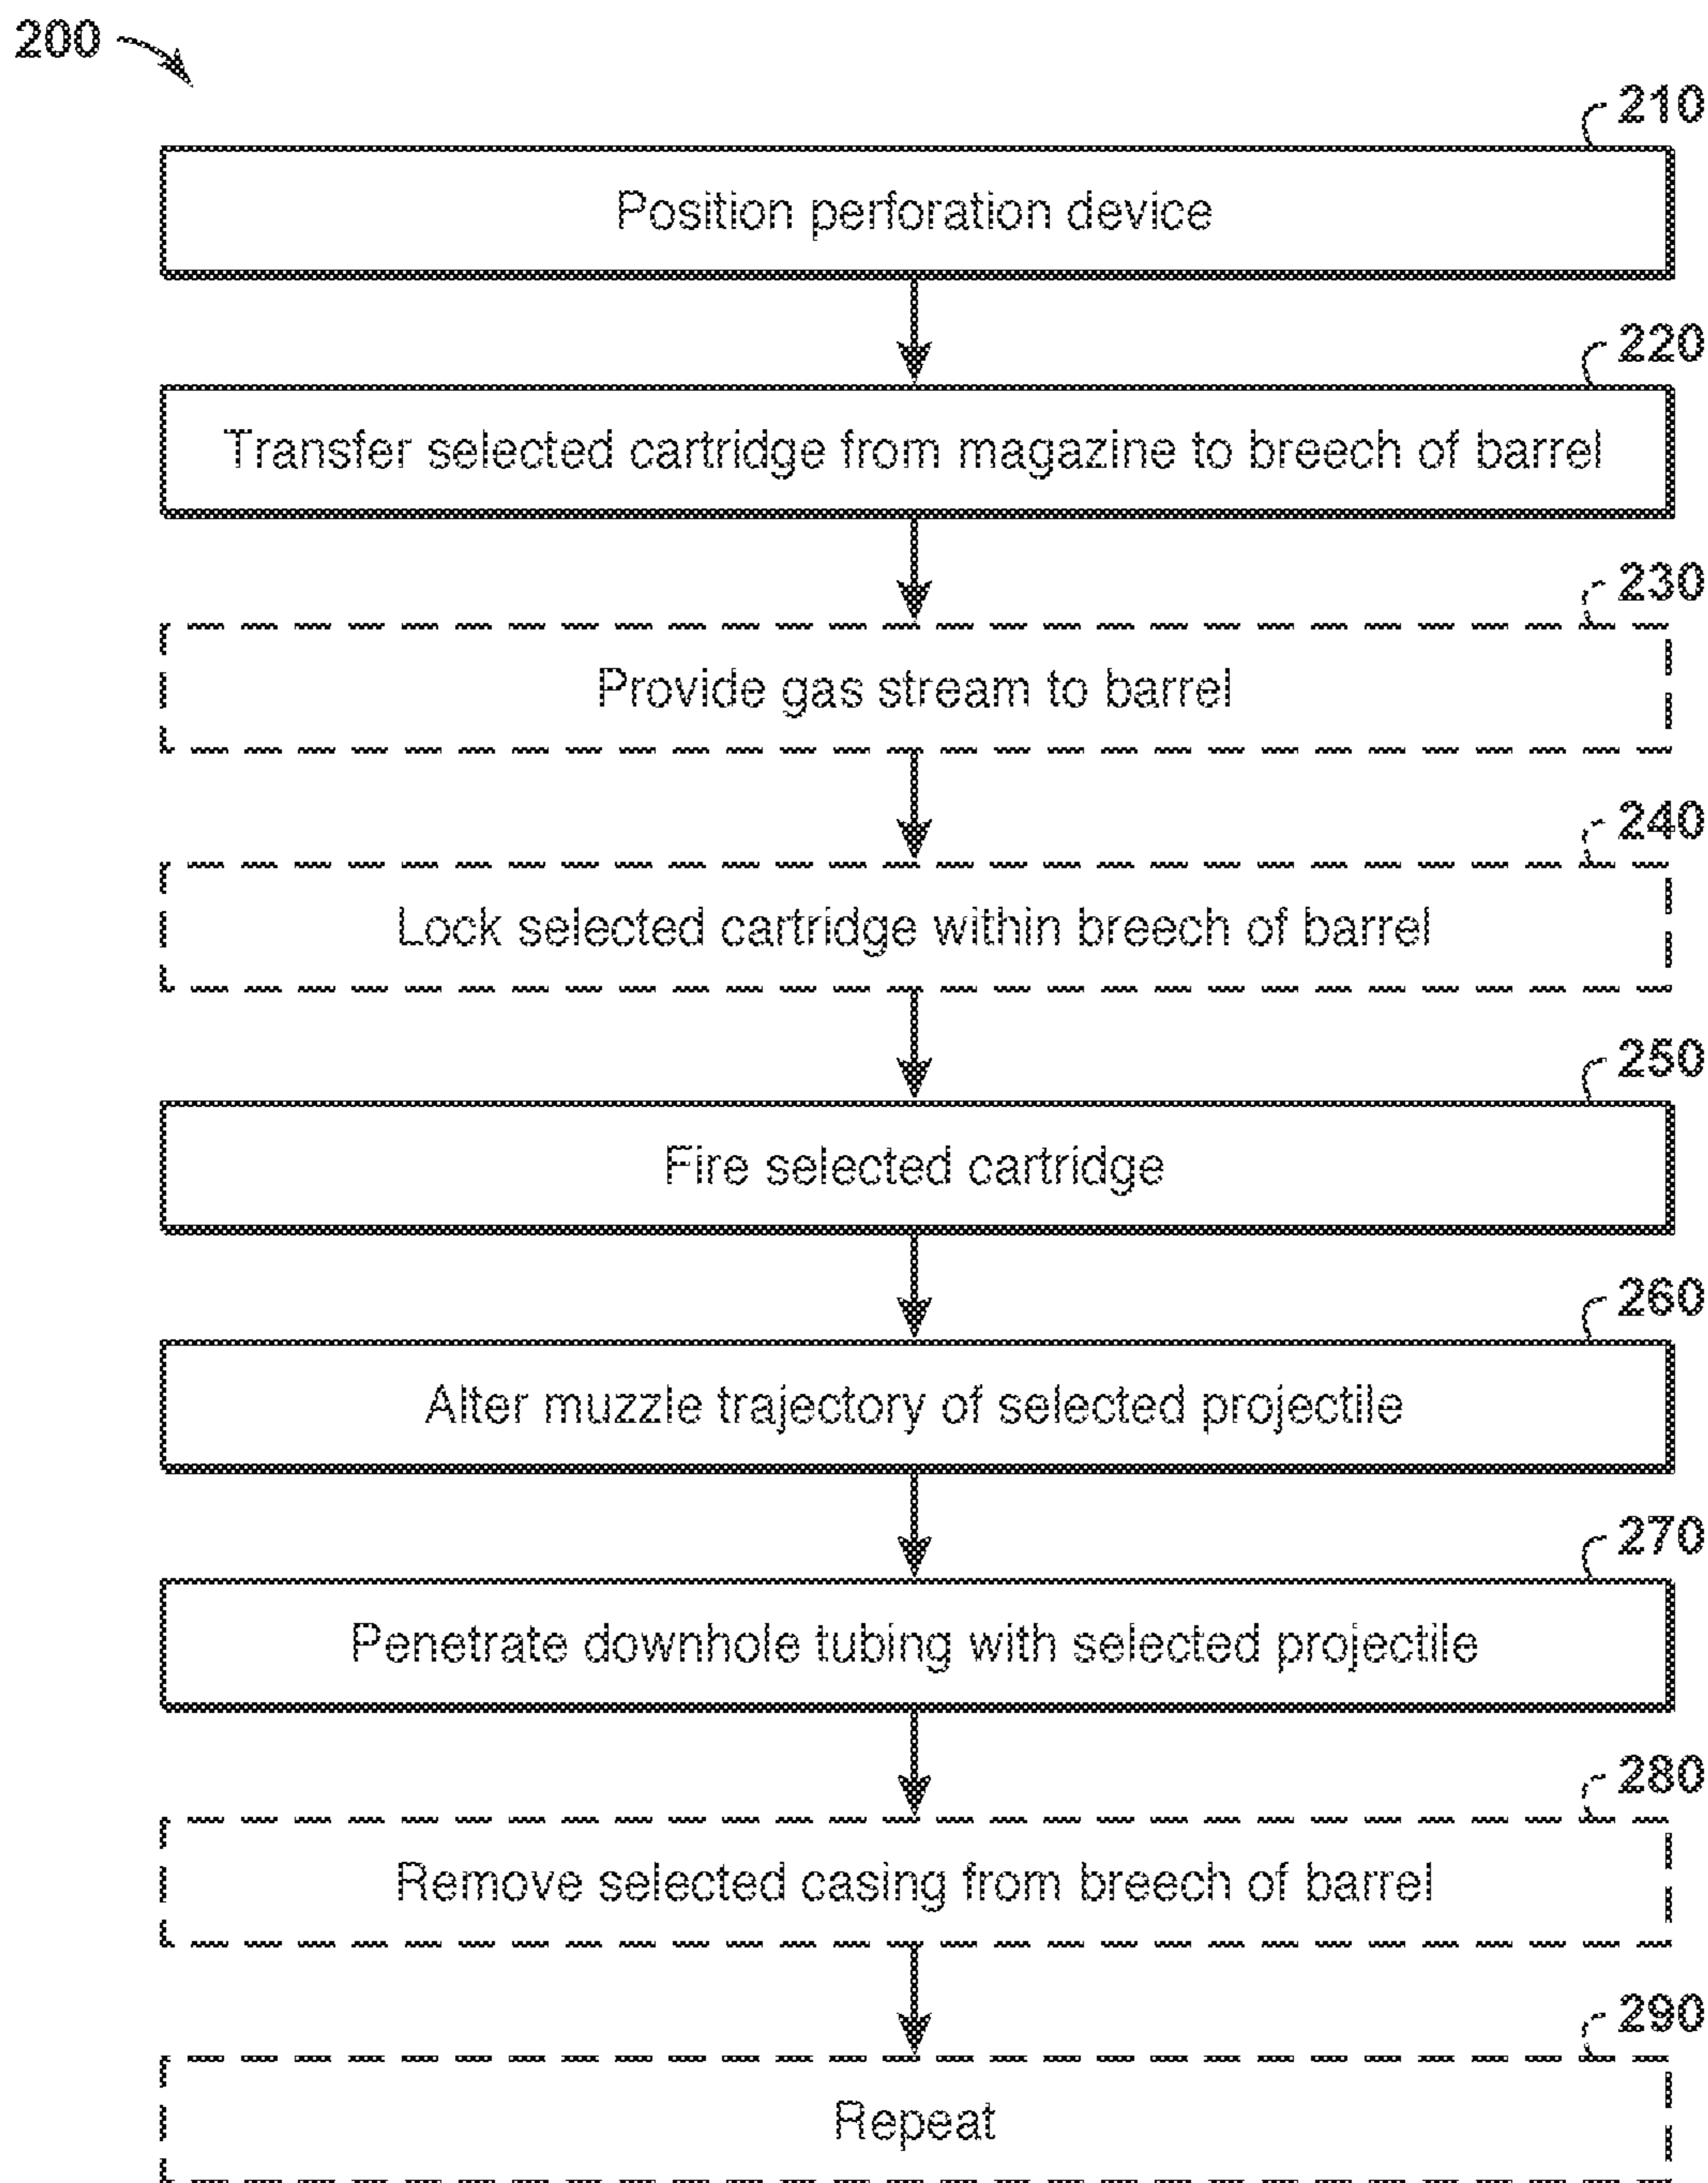 200
210
Position perforation device
220
Transfer selected cartridge from magazine to breech of barrel
230
Provide gas stream to barrel
240
Lock selected cartridge within breech of barrel
250
Fire selected cartridge
260
Alter muzzle trajectory of selected projectile
270
Penetrate downhole tubing with selected projectile
280
Remove selected casing from breech of barrel
290
Repeat